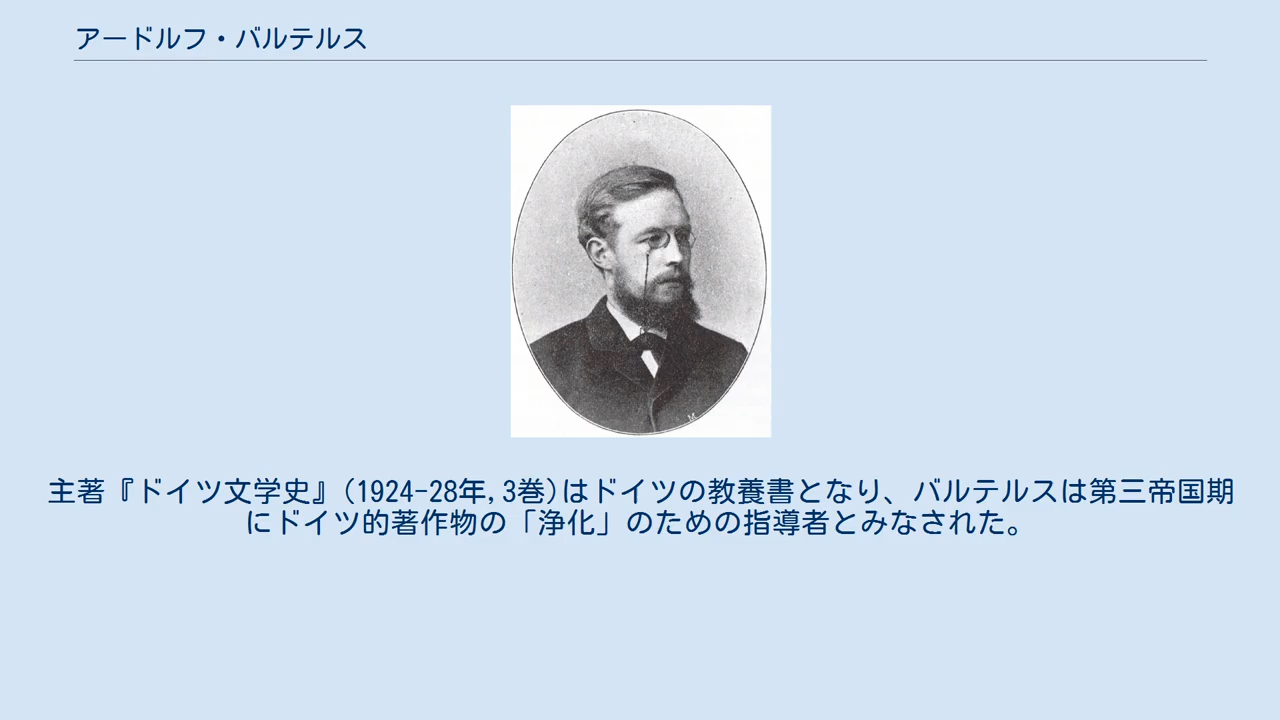 アードルフ・バルテルス
主著『ドイツ文学史』(1924-28年,3巻)はドイツの教養書となり、バルテルスは第三帝国期
にドイツ的著作物の「浄化」のための指導者とみなされた。